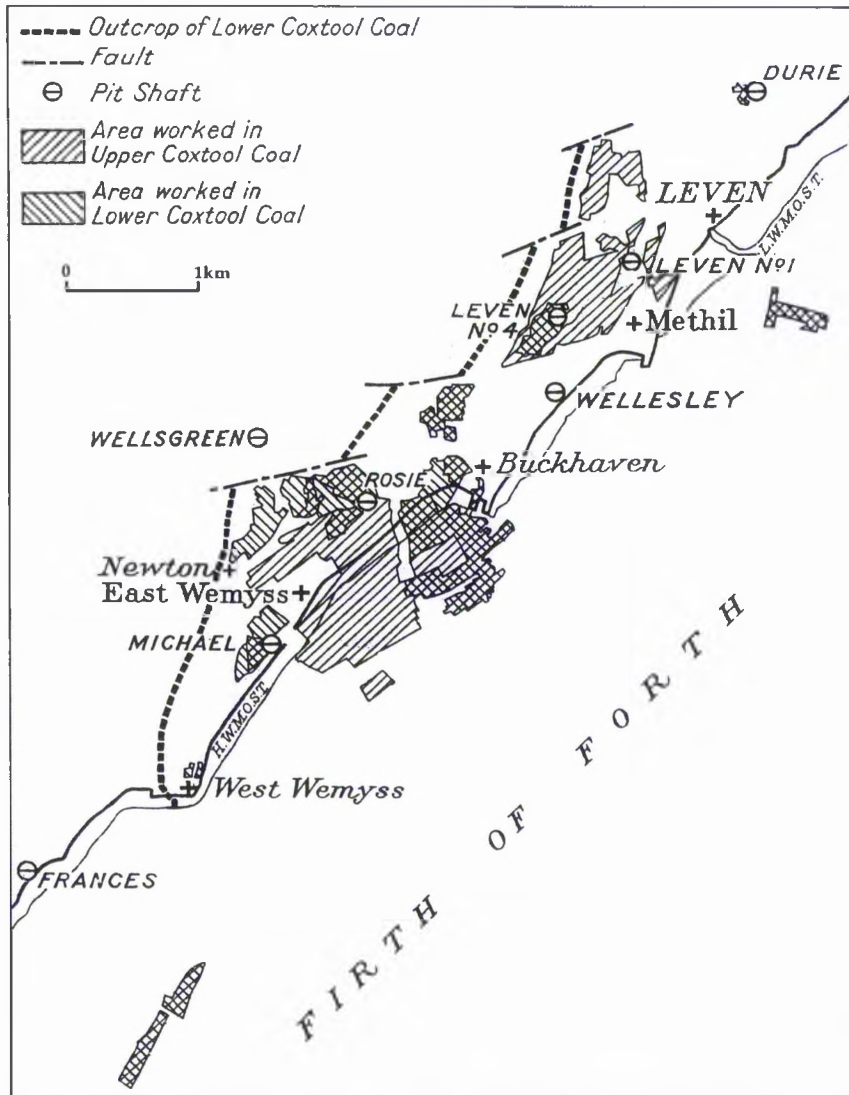 Outcrop of Lower Coxtool Coal
Fault
Pit Shaft
Area worked in
Upper Coxtool Coal
Area worked in
Lower Coxtool Coal
0 1km
DURIE
LEVEN
L.W.M.O.S.T.
LEVEN Nº1
LEVEN
Nº4
Methil
WELLESLEY
WELLSGREEN
Buckhaven
ROSIE
Newton
East Wemyss
MICHAEL
H.W.M.O.S.T.
West Wemyss
FRANCES
FIRTH OF FORTH